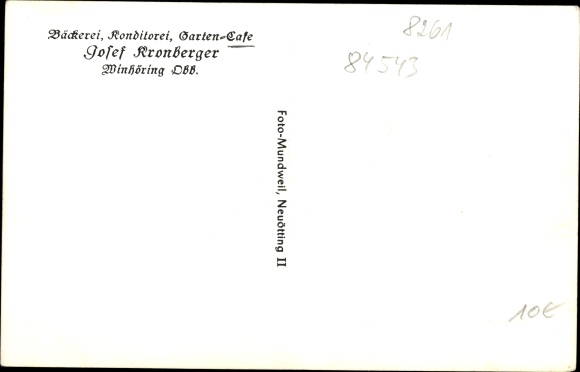 Bäckerei, Konditorei, Garten-Cafe
Josef Kronberger
Winhöring Obb.
8261
84543
Foto-Mundweil, Neuötting II
10€